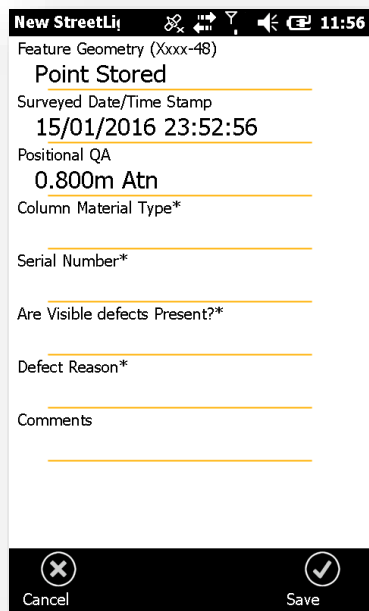 New StreetLi 11:56
Feature Geometry (Xxxx-48)
Point Stored
Surveyed Date/Time Stamp
15/01/2016 23:52:56
Positional QA
0.800m Atn
Column Material Type*
Serial Number*
Are Visible defects Present?*
Defect Reason*
Comments
Cancel Save